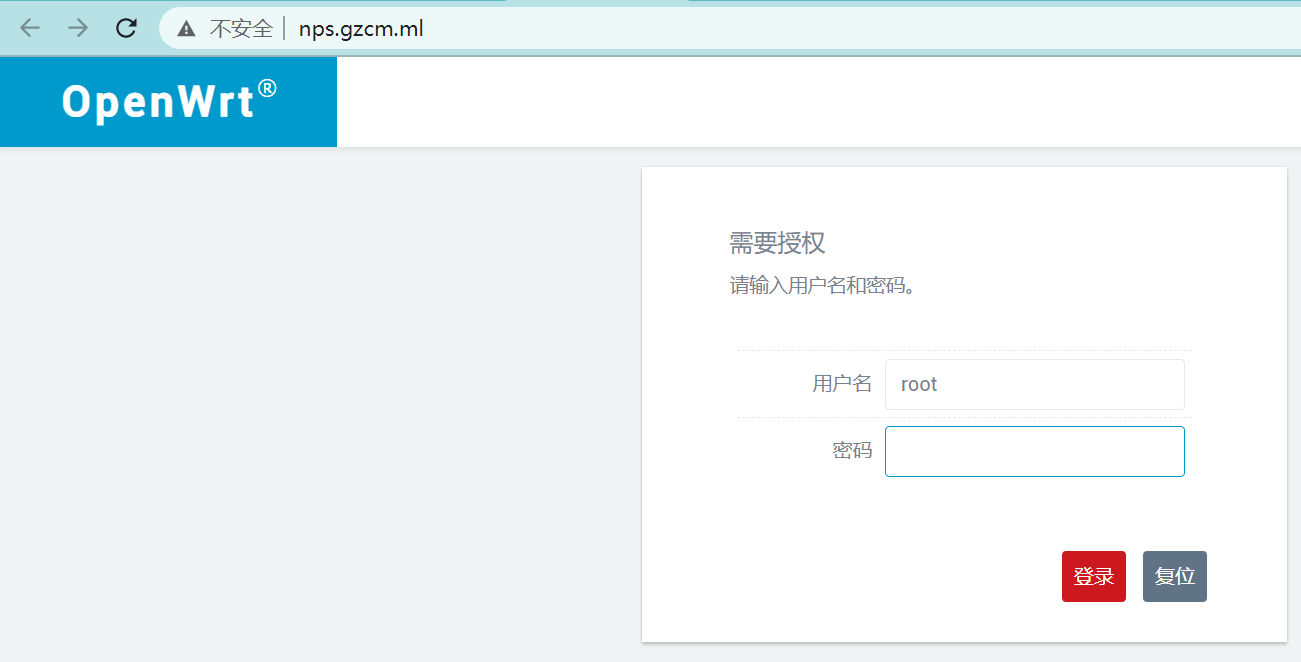 不安全 | nps.gzcm.ml
OpenWrt®
需要授权
请输入用户名和密码。
用户名 root
密码
登录 复位